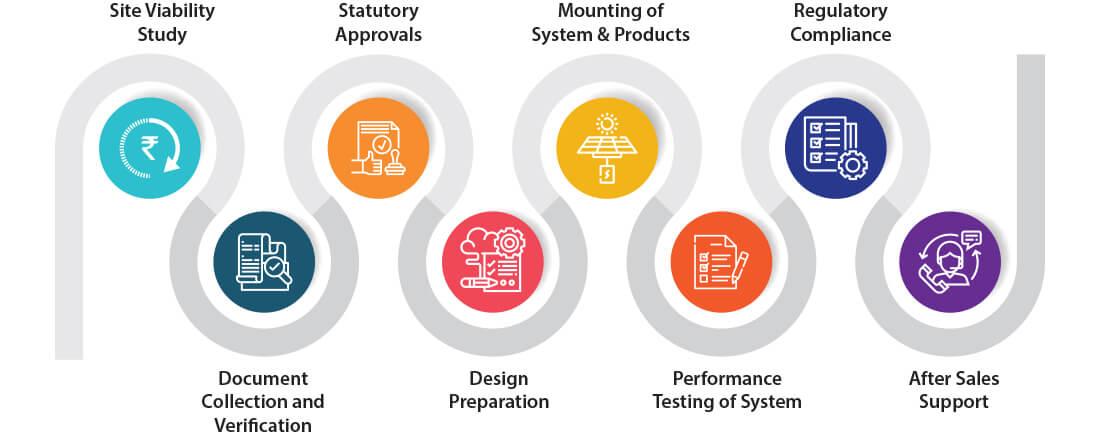 Site Viability
Study
Statutory
Approvals
Mounting of
System & Products
Regulatory
Compliance
₹
Document
Collection and
Verification
Design
Preparation
Performance
Testing of System
After Sales
Support